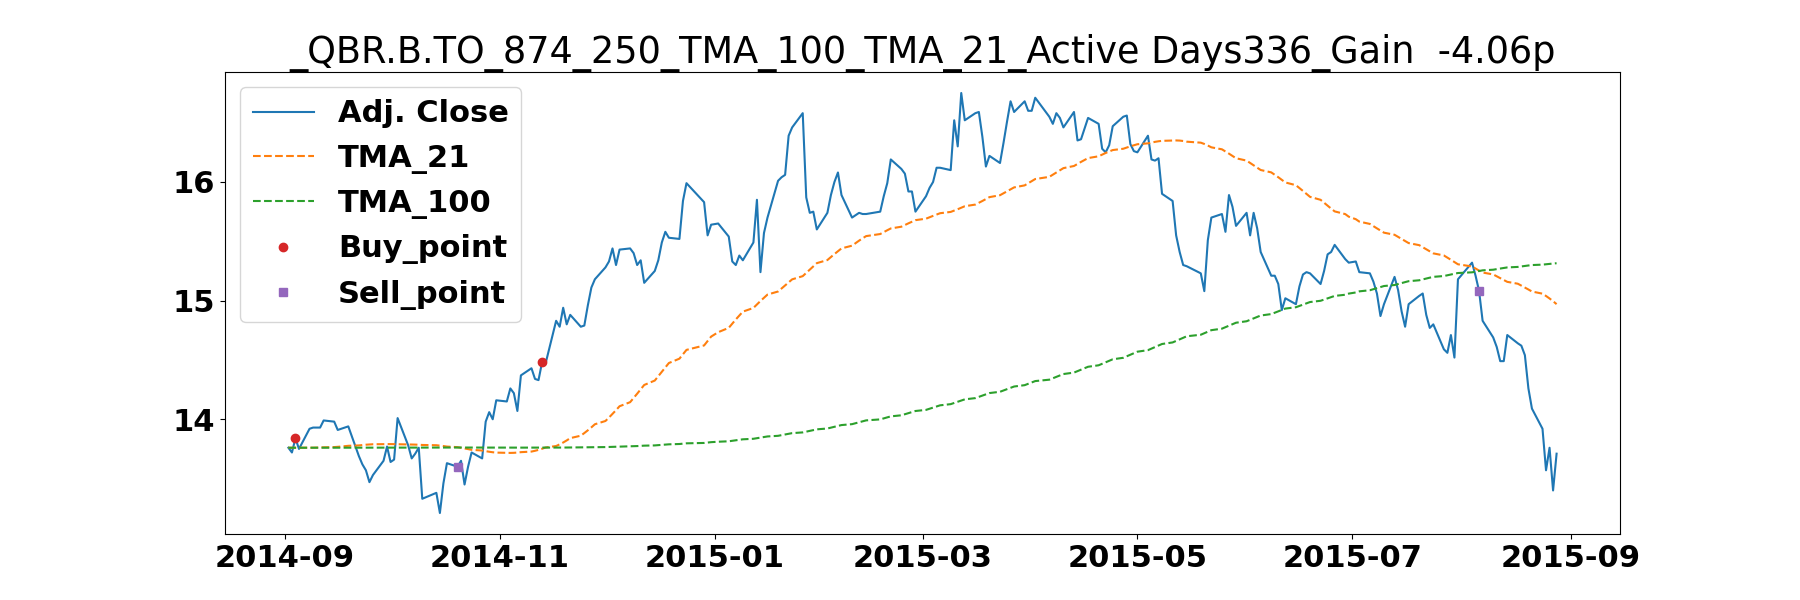 _QBR.B.TO_874_250_TMA_100_TMA_21_Active Days336_Gain  -4.06p
Adj. Close
TMA_21
TMA_100
Buy_point
Sell_point
16
15
14
2014-09 2014-11 2015-01 2015-03 2015-05 2015-07 2015-09